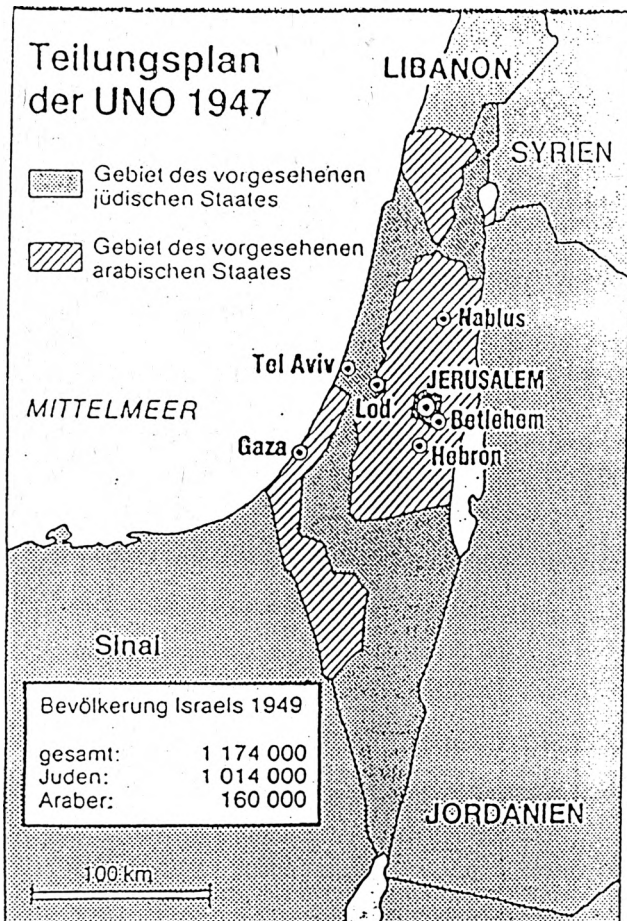 Teilungsplan
der UNO 1947
Gebiet des vorgesehenen
jüdischen Staates
Gebiet des vorgesehenen
arabischen Staates
LIBANON
SYRIEN
Hablus
Tel Aviv
JERUSALEM
Lod
MITTELMEER
Betlehem
Gaza
Hebron
Sinai
Bevölkerung Israels 1949
gesamt: 1 174 000
Juden: 1 014 000
Araber: 160 000
JORDANIEN
100 km